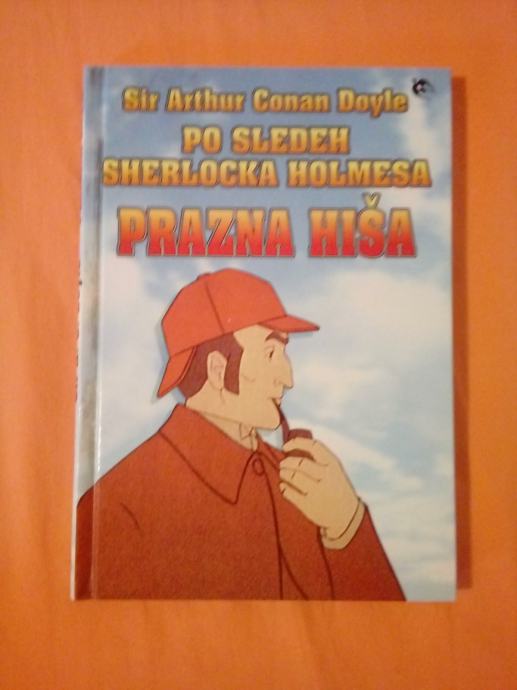 Sir Arthur Conan Doyle
PO SLEDEH
SHERLOCKA HOLMESA
PRAZNA HIŠA